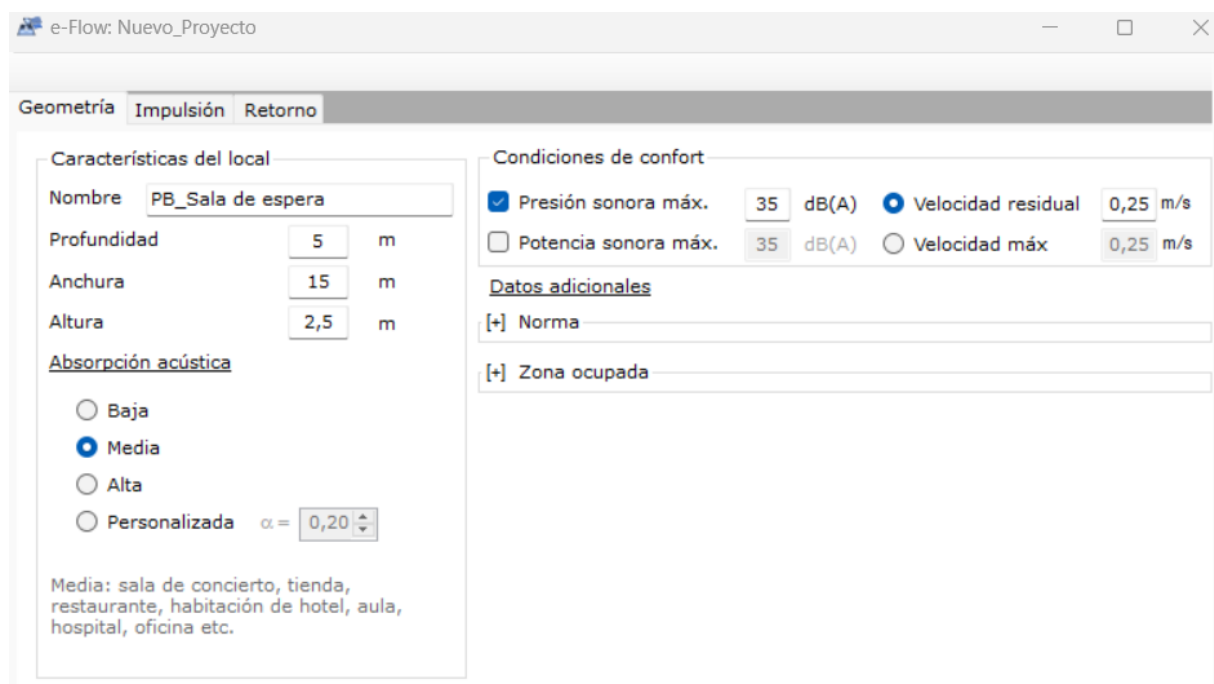 e-Flow: Nuevo_Proyecto
Geometría Impulsión Retorno
Características del local
Nombre PB_Sala de espera
Profundidad 5 m
Anchura 15 m
Altura 2,5 m
Absorpción acústica
Baja
Media
Alta
Personalizada α = 0,20
Media: sala de concierto, tienda,
restaurante, habitación de hotel, aula,
hospital, oficina etc.
Condiciones de confort
Presión sonora máx. 35 dB(A) Velocidad residual 0,25 m/s
Potencia sonora máx. 35 dB(A) Velocidad máx 0,25 m/s
Datos adicionales
[+] Norma
[+] Zona ocupada